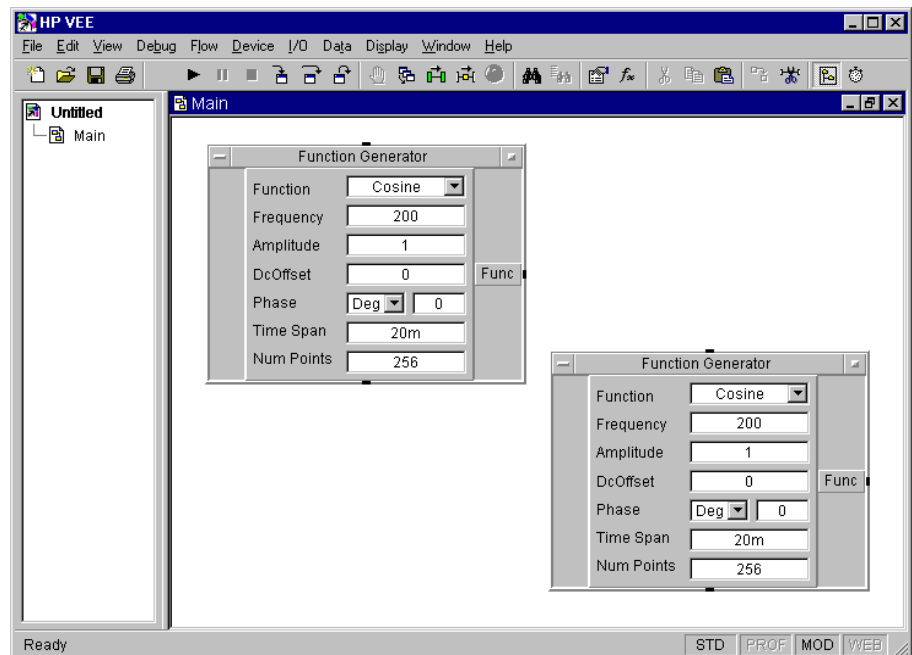 HP VEE
File Edit View Debug Flow Device I/O Data Display Window Help
Untitled
Main
Main
Function Generator
Function Cosine
Frequency 200
Amplitude 1
DcOffset 0
Func
Phase Deg 0
Time Span 20m
Num Points 256
Function Generator
Function Cosine
Frequency 200
Amplitude 1
DcOffset 0
Func
Phase Deg 0
Time Span 20m
Num Points 256
Ready
STD PROF MOD WEB